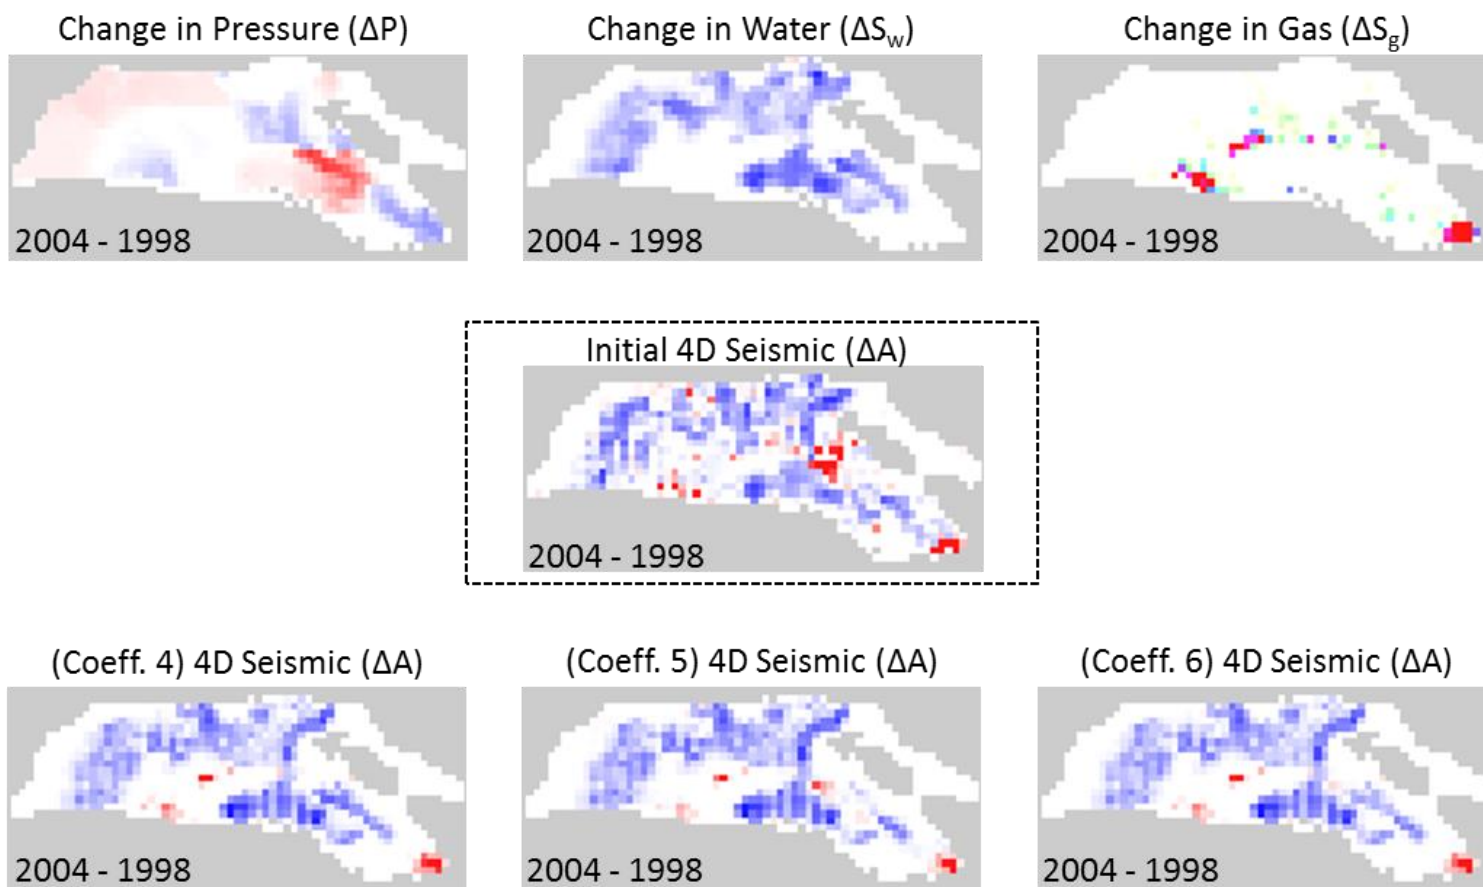 Change in Pressure (ΔP)
Change in Water (ΔSw)
Change in Gas (ΔSg)
2004 - 1998
2004 - 1998
2004 - 1998
Initial 4D Seismic (ΔA)
2004 - 1998
(Coeff. 4) 4D Seismic (ΔA)
(Coeff. 5) 4D Seismic (ΔA)
(Coeff. 6) 4D Seismic (ΔA)
2004 - 1998
2004 - 1998
2004 - 1998